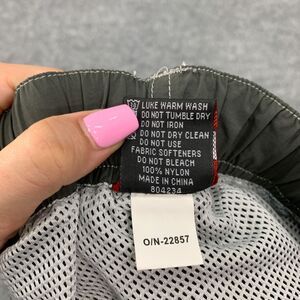 LUKE WARM WASH
DO NOT TUMBLE DRY
DO NOT IRON
DO NOT DRY CLEAN
DO NOT USE
FABRIC SOFTENERS
DO NOT BLEACH
100% NYLON
MADE IN CHINA
804234
O/N-22857